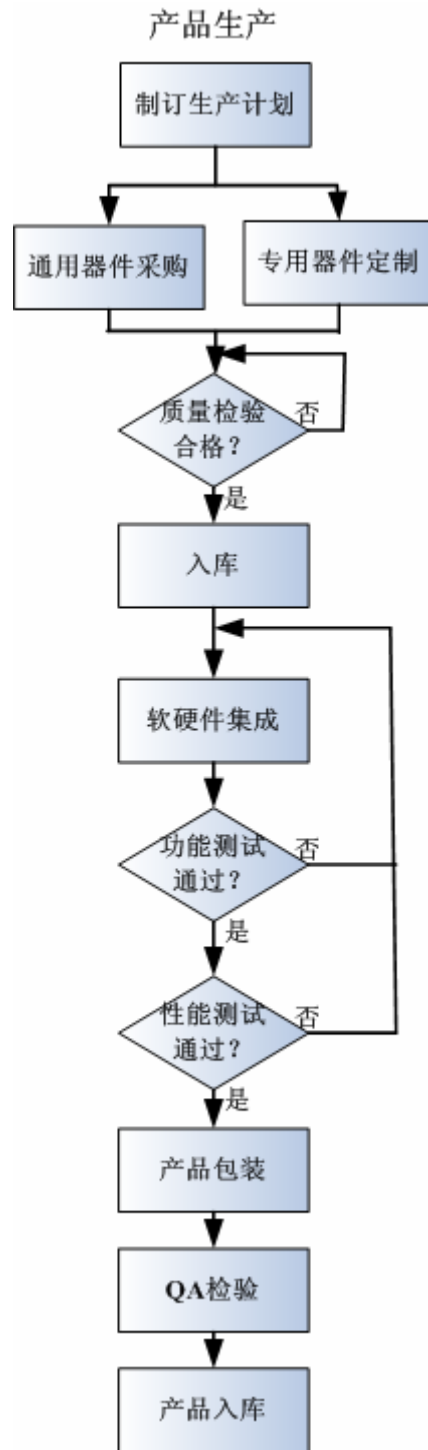 产品生产
制订生产计划
通用器件采购
专用器件定制
质量检验
合格？
否
是
入库
软硬件集成
功能测试
通过？
否
是
性能测试
通过？
否
是
产品包装
QA检验
产品入库